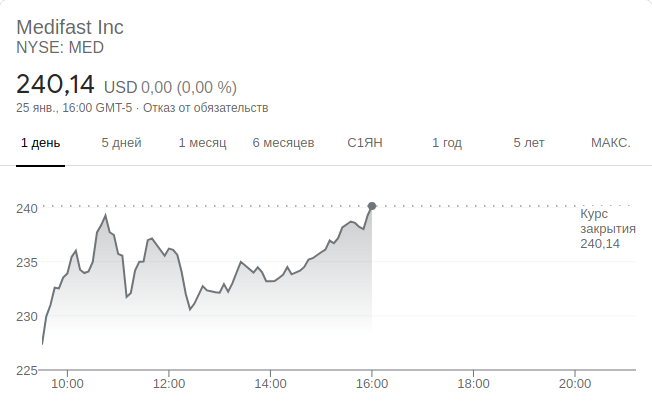 Medifast Inc
NYSE: MED
240,14 USD 0,00 (0,00 %)
25 янв., 16:00 GMT-5 · Отказ от обязательств
1 день 5 дней 1 месяц 6 месяцев С1ЯН 1 год 5 лет МАКС.
240
Курс
закрытия
240,14
235
230
225
10:00 12:00 14:00 16:00 18:00 20:00